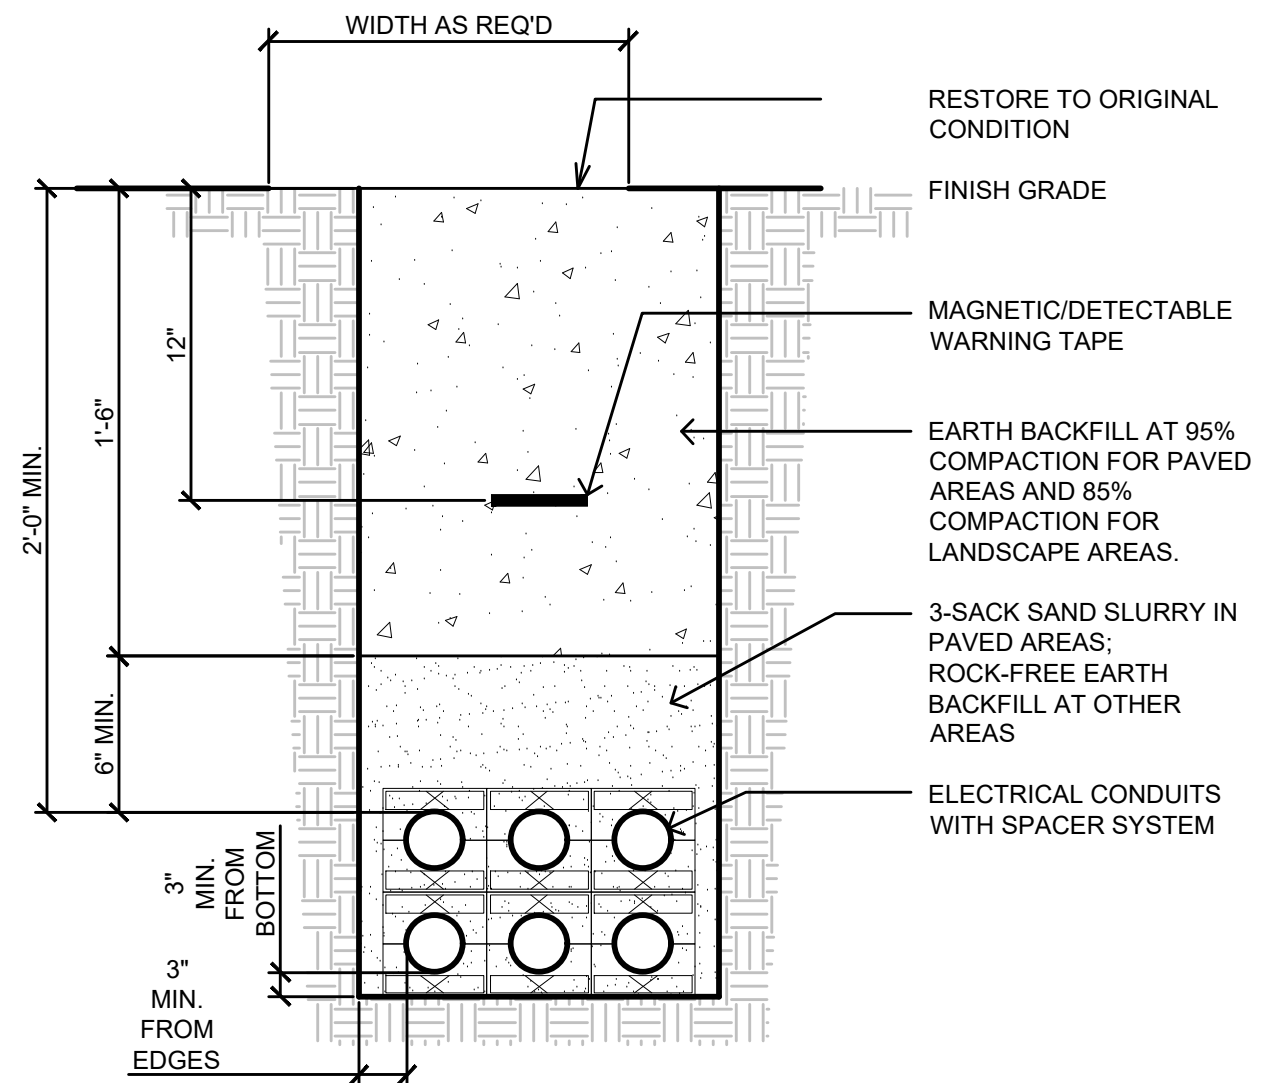 WIDTH AS REQ'D
RESTORE TO ORIGINAL
CONDITION
FINISH GRADE
MAGNETIC/DETECTABLE
WARNING TAPE
EARTH BACKFILL AT 95%
COMPACTION FOR PAVED
AREAS AND 85%
COMPACTION FOR
LANDSCAPE AREAS.
3-SACK SAND SLURRY IN
PAVED AREAS;
ROCK-FREE EARTH
BACKFILL AT OTHER
AREAS
ELECTRICAL CONDUITS
WITH SPACER SYSTEM
2'-0" MIN.
1'-6"
12"
6" MIN.
3"
MIN.
FROM
BOTTOM
3"
MIN.
FROM
EDGES